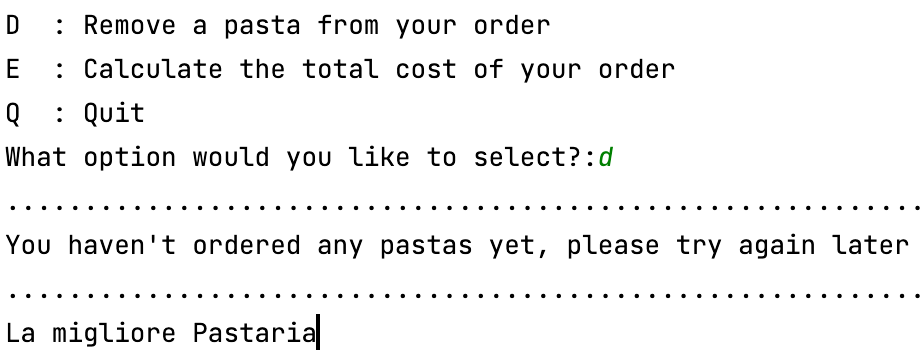 D  : Remove a pasta from your order
E  : Calculate the total cost of your order
Q  : Quit
What option would you like to select?:d
...........................................................
You haven't ordered any pastas yet, please try again later
...........................................................
La migliore Pastaria